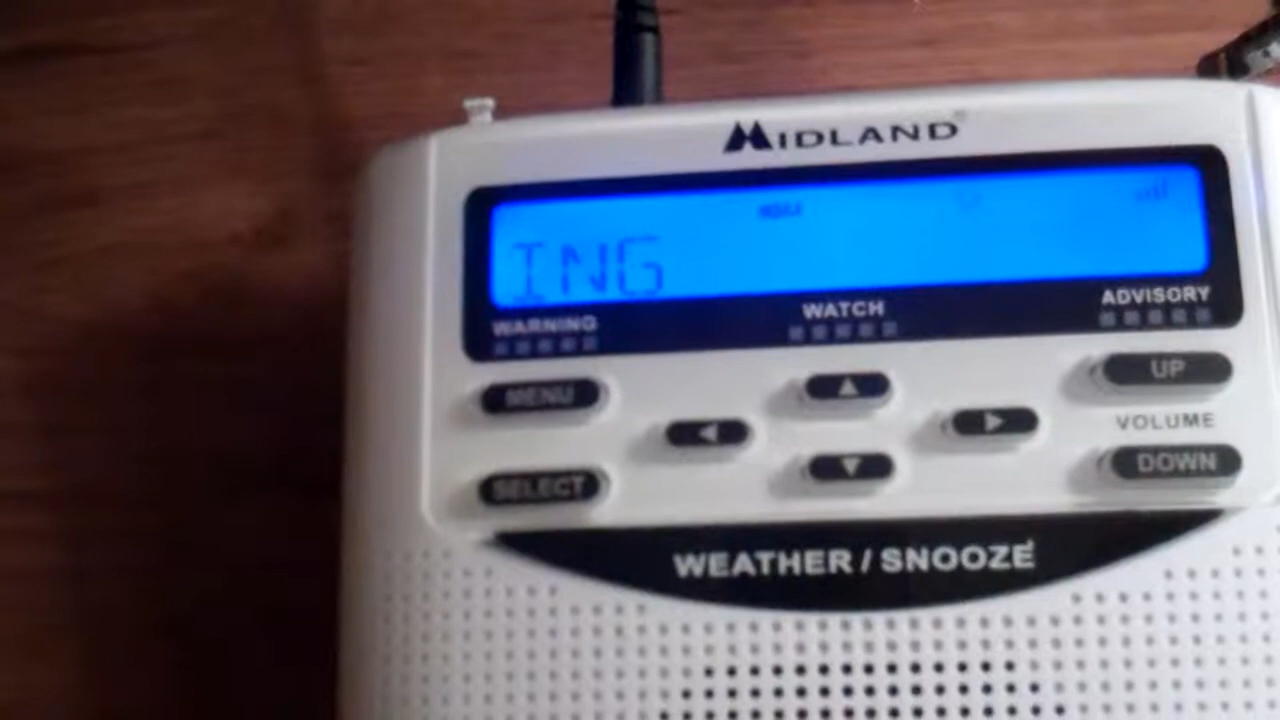 MIDLAND
ING
WARNING
WATCH
ADVISORY
MENU
UP
VOLUME
SELECT
DOWN
WEATHER / SNOOZE